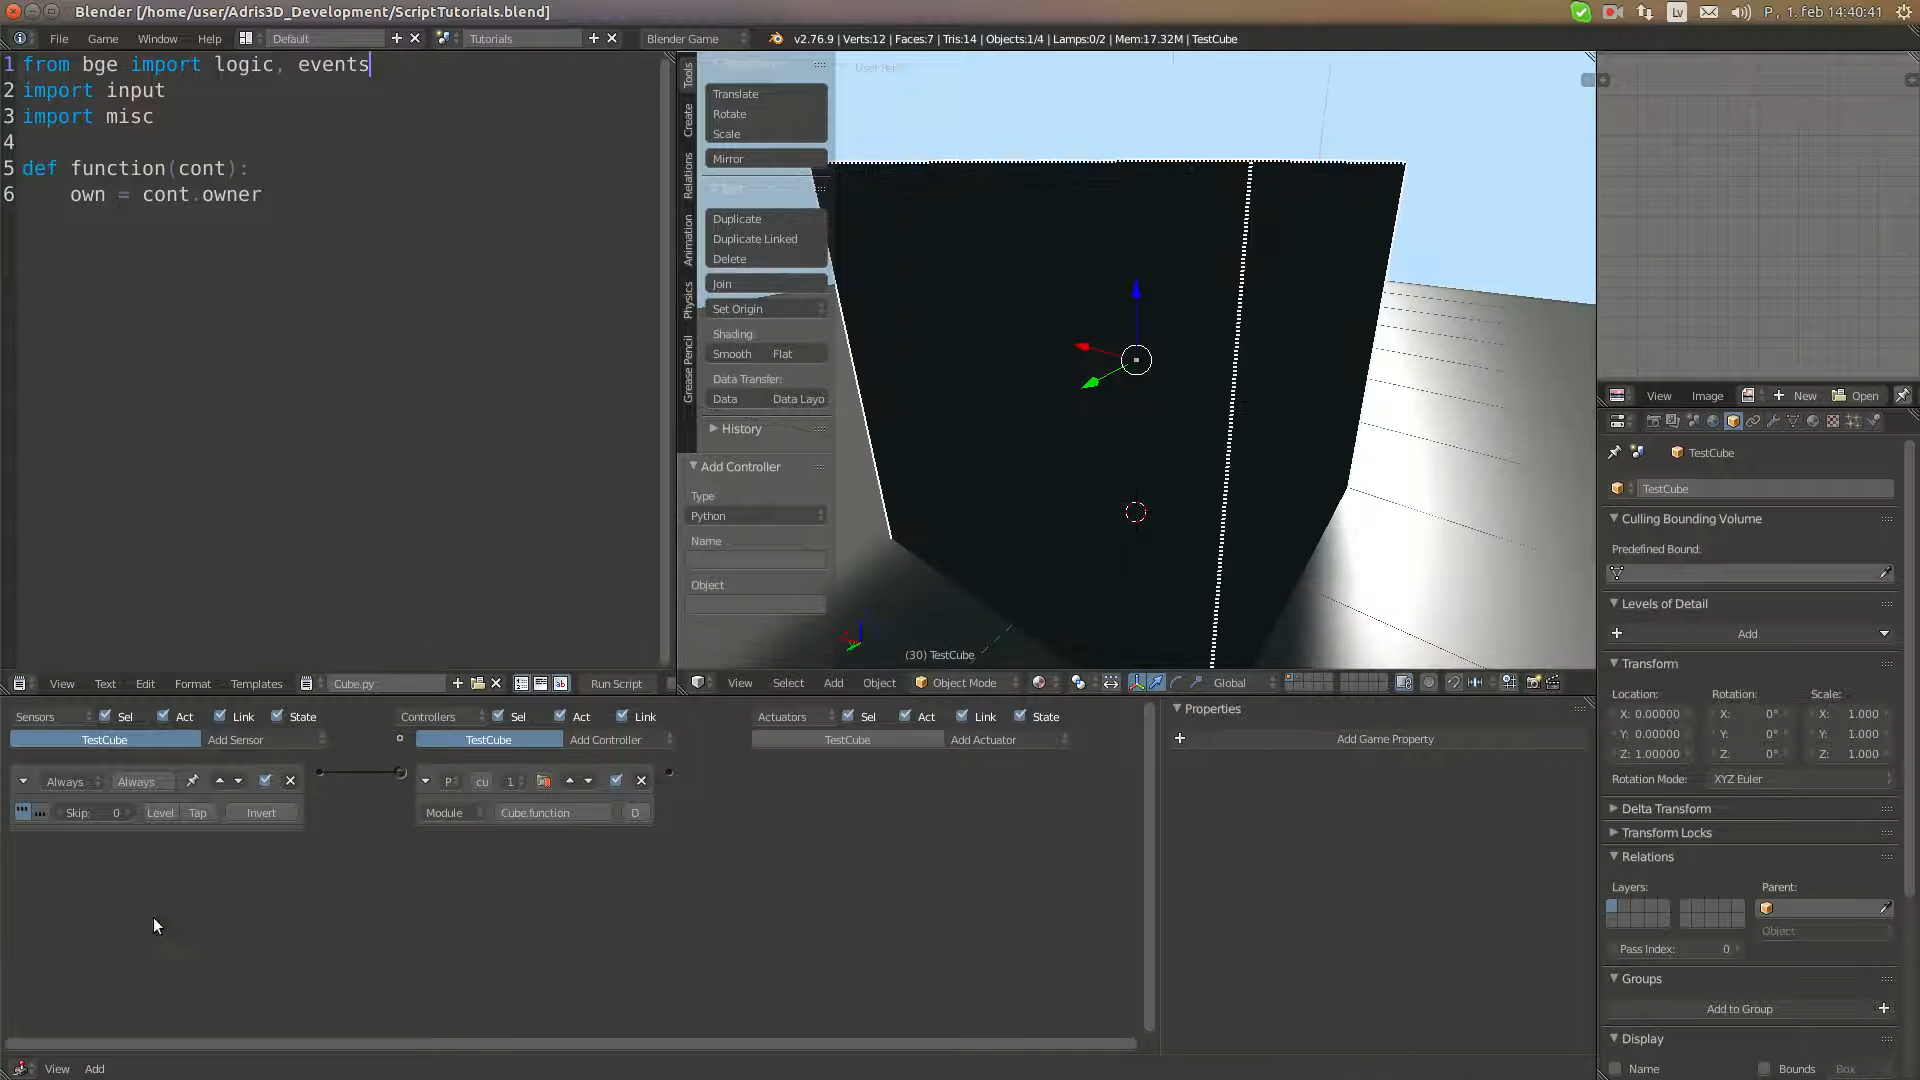 Blender [/home/user/Adris3D_Development/ScriptTutorials.blend]
Lv P , 1. feb 14:40:41
File Game Window Help Default Tutorials Blender Game v2.76.9 | Verts:12 | Faces:7 | Tris:14 | Objects:1/4 | Lamps:0/2 | Mem:17.32M | TestCube
1 from bge import logic, events
2 import input
3 import misc
4
5 def function(cont):
6 own = cont.owner
Tools
Create
Relations
Animation
Physics
Grease Pencil
Translate
Rotate
Scale
Mirror
Duplicate
Duplicate Linked
Delete
Join
Set Origin
Shading:
Smooth Flat
Data Transfer:
Data Data Layo
History
Add Controller
Type
Python
Name
Object
(30) TestCube
View Image New Open
TestCube
TestCube
Culling Bounding Volume
Predefined Bound:
Levels of Detail
Add
Transform
Location: Rotation: Scale:
X: 0.00000 X: 0° X: 1.000
Y: 0.00000 Y: 0° Y: 1.000
Z: 1.00000 Z: 0° Z: 1.000
Rotation Mode: XYZ Euler
Delta Transform
Transform Locks
Relations
Layers: Parent:
Object
Pass Index: 0
Groups
Add to Group
Display
Name Bounds Box
View Text Edit Format Templates Cube.py Run Script
View Select Add Object Object Mode Global
Sensors Sel Act Link State Controllers Sel Act Link Actuators Sel Act Link State
TestCube Add Sensor TestCube Add Controller TestCube Add Actuator
Always Always P cu 1
Skip: 0 Level Tap Invert Module Cube.function D
Properties
Add Game Property
View Add